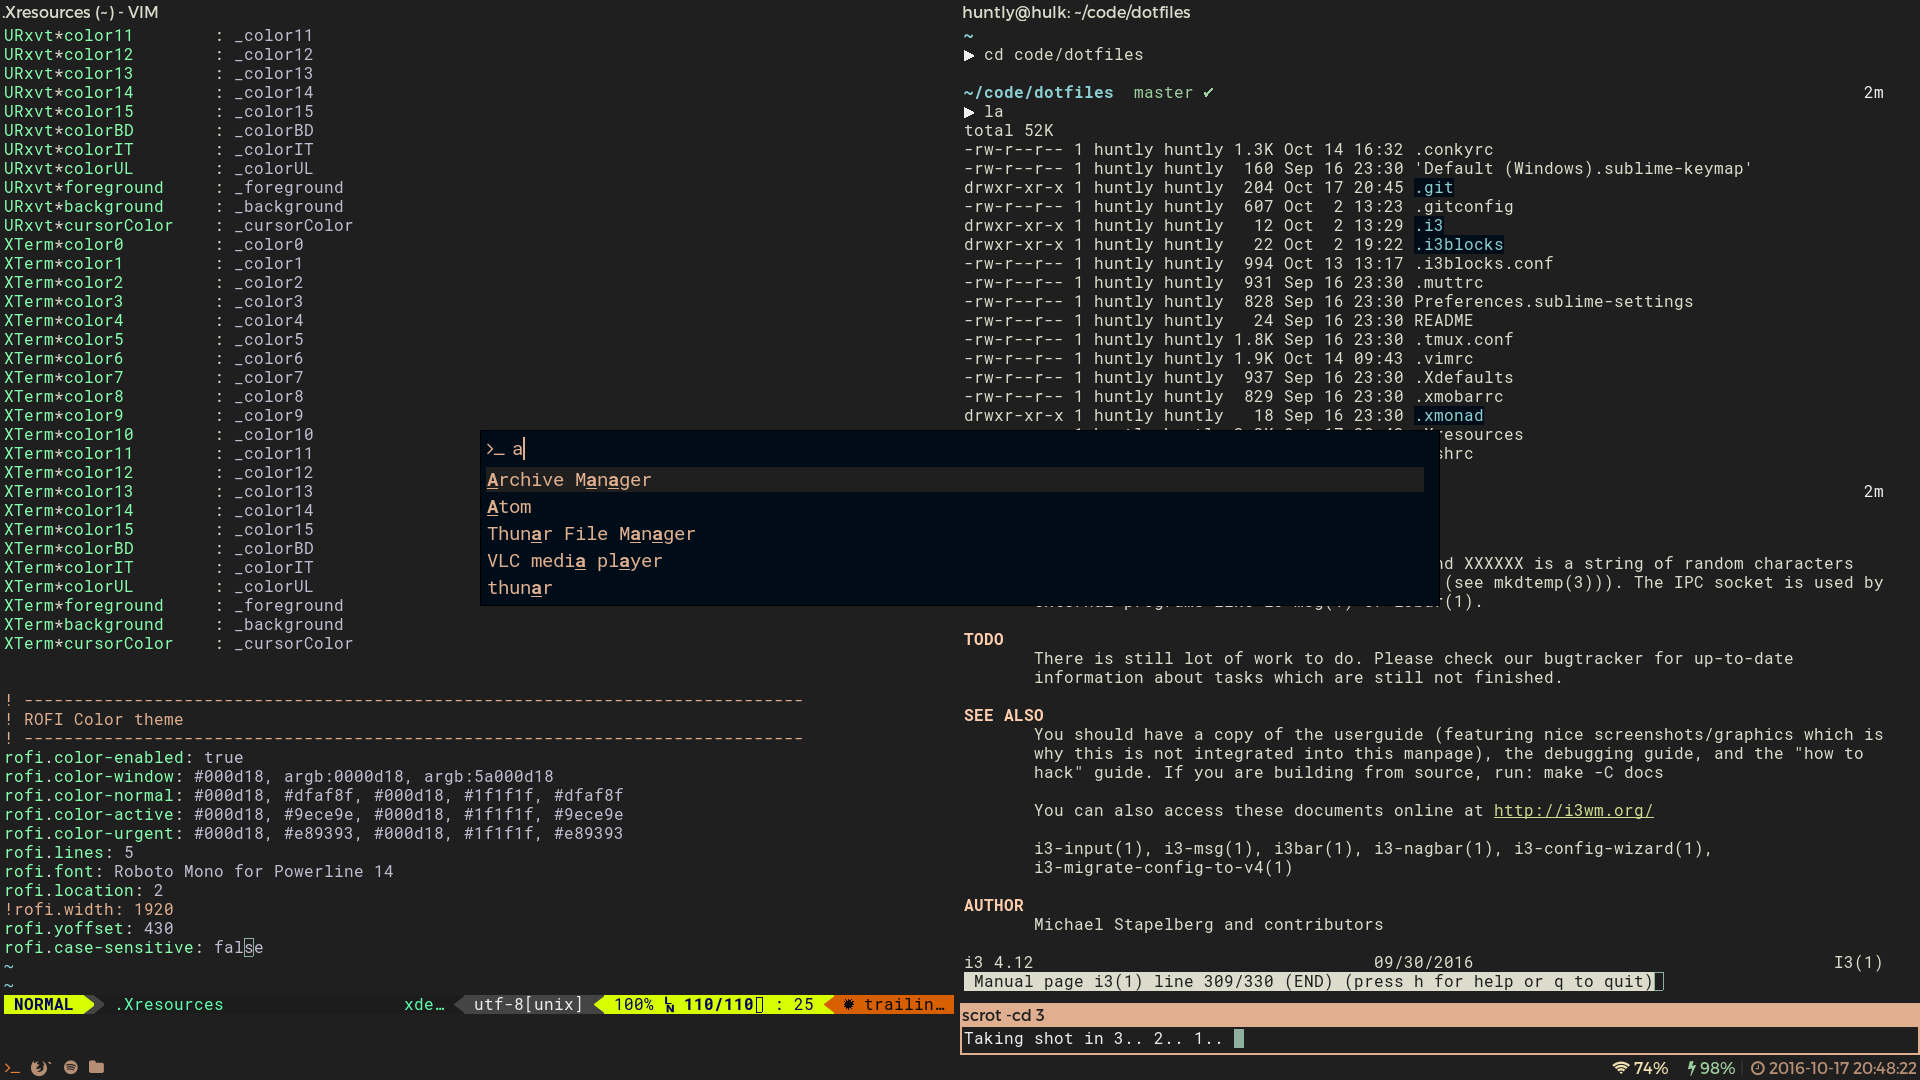 .Xresources (~) - VIM
URxvt*color11 : _color11
URxvt*color12 : _color12
URxvt*color13 : _color13
URxvt*color14 : _color14
URxvt*color15 : _color15
URxvt*colorBD : _colorBD
URxvt*colorIT : _colorIT
URxvt*colorUL : _colorUL
URxvt*foreground : _foreground
URxvt*background : _background
URxvt*cursorColor : _cursorColor
XTerm*color0 : _color0
XTerm*color1 : _color1
XTerm*color2 : _color2
XTerm*color3 : _color3
XTerm*color4 : _color4
XTerm*color5 : _color5
XTerm*color6 : _color6
XTerm*color7 : _color7
XTerm*color8 : _color8
XTerm*color9 : _color9
XTerm*color10 : _color10
XTerm*color11 : _color11
XTerm*color12 : _color12
XTerm*color13 : _color13
XTerm*color14 : _color14
XTerm*color15 : _color15
XTerm*colorBD : _colorBD
XTerm*colorIT : _colorIT
XTerm*colorUL : _colorUL
XTerm*foreground : _foreground
XTerm*background : _background
XTerm*cursorColor : _cursorColor
! ------------------------------------------------------------------------------
! ROFI Color theme
! ------------------------------------------------------------------------------
rofi.color-enabled: true
rofi.color-window: #000d18, argb:0000d18, argb:5a000d18
rofi.color-normal: #000d18, #dfaf8f, #000d18, #1f1f1f, #dfaf8f
rofi.color-active: #000d18, #9ece9e, #000d18, #1f1f1f, #9ece9e
rofi.color-urgent: #000d18, #e89393, #000d18, #1f1f1f, #e89393
rofi.lines: 5
rofi.font: Roboto Mono for Powerline 14
rofi.location: 2
!rofi.width: 1920
rofi.yoffset: 430
rofi.case-sensitive: false
~
~
NORMAL .Xresources xde… utf-8[unix] 100% 110/110 : 25 trailin…
>_ a
Archive Manager
Atom
Thunar File Manager
VLC media player
thunar
huntly@hulk: ~/code/dotfiles
~
▶ cd code/dotfiles
~/code/dotfiles master ✔ 2m
▶ la
total 52K
-rw-r--r-- 1 huntly huntly 1.3K Oct 14 16:32 .conkyrc
-rw-r--r-- 1 huntly huntly 160 Sep 16 23:30 'Default (Windows).sublime-keymap'
drwxr-xr-x 1 huntly huntly 204 Oct 17 20:45 .git
-rw-r--r-- 1 huntly huntly 607 Oct 2 13:23 .gitconfig
drwxr-xr-x 1 huntly huntly 12 Oct 2 13:29 .i3
drwxr-xr-x 1 huntly huntly 22 Oct 2 19:22 .i3blocks
-rw-r--r-- 1 huntly huntly 994 Oct 13 13:17 .i3blocks.conf
-rw-r--r-- 1 huntly huntly 931 Sep 16 23:30 .muttrc
-rw-r--r-- 1 huntly huntly 828 Sep 16 23:30 Preferences.sublime-settings
-rw-r--r-- 1 huntly huntly 24 Sep 16 23:30 README
-rw-r--r-- 1 huntly huntly 1.8K Sep 16 23:30 .tmux.conf
-rw-r--r-- 1 huntly huntly 1.9K Oct 14 09:43 .vimrc
-rw-r--r-- 1 huntly huntly 937 Sep 16 23:30 .Xdefaults
-rw-r--r-- 1 huntly huntly 829 Sep 16 23:30 .xmobarrc
drwxr-xr-x 1 huntly huntly 18 Sep 16 23:30 .xmonad
resources
shrc
2m
nd XXXXXX is a string of random characters
(see mkdtemp(3))). The IPC socket is used by
(1).
TODO
There is still lot of work to do. Please check our bugtracker for up-to-date
information about tasks which are still not finished.
SEE ALSO
You should have a copy of the userguide (featuring nice screenshots/graphics which is
why this is not integrated into this manpage), the debugging guide, and the "how to
hack" guide. If you are building from source, run: make -C docs
You can also access these documents online at http://i3wm.org/
i3-input(1), i3-msg(1), i3bar(1), i3-nagbar(1), i3-config-wizard(1),
i3-migrate-config-to-v4(1)
AUTHOR
Michael Stapelberg and contributors
i3 4.12 09/30/2016 I3(1)
Manual page i3(1) line 309/330 (END) (press h for help or q to quit)
scrot -cd 3
Taking shot in 3.. 2.. 1..
74% 98% 2016-10-17 20:48:22